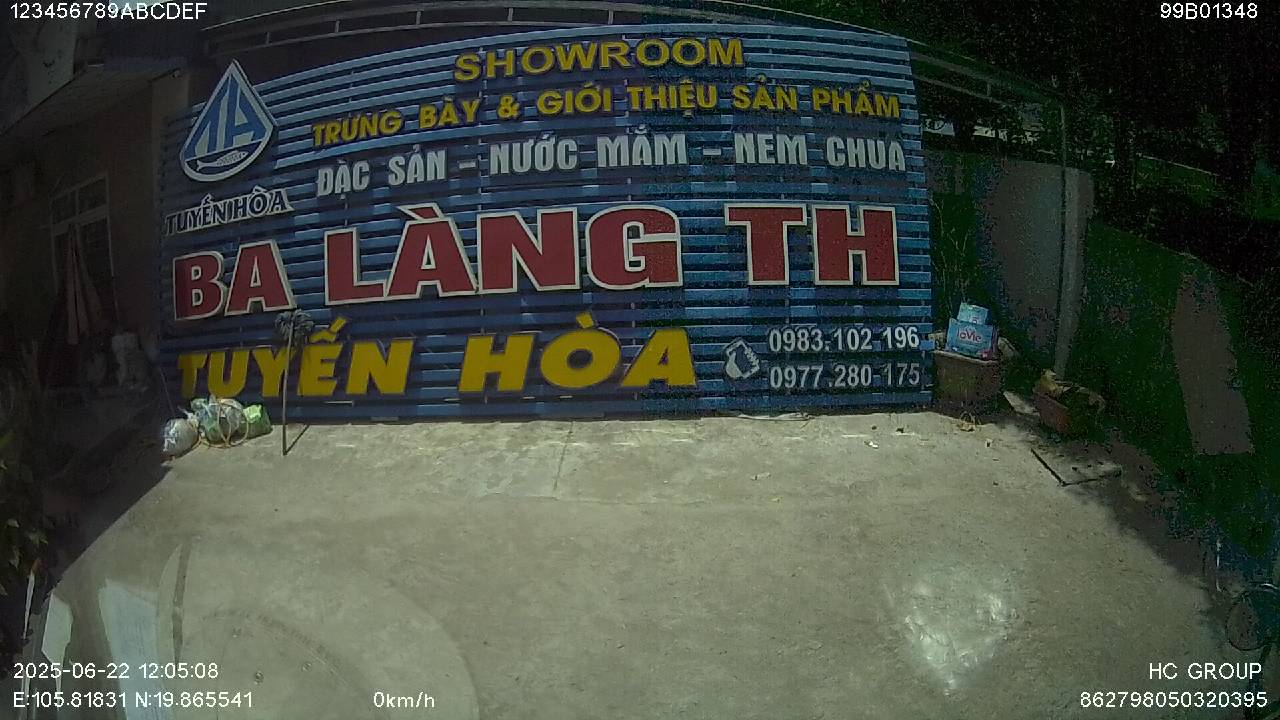 123456789ABCDEF
99B01348
SHOWROOM
TRƯNG BÀY & GIỚI THIỆU SẢN PHẨM
ĐẶC SẢN - NƯỚC MẮM - NEM CHUA
TUYẾN HÒA
BA LÀNG TH
TUYẾN HÒA
0983.102 196
0977.280 175
LaVie
2025-06-22 12:05:08
HC GROUP
E:105.81831 N:19.865541
0km/h
862798050320395